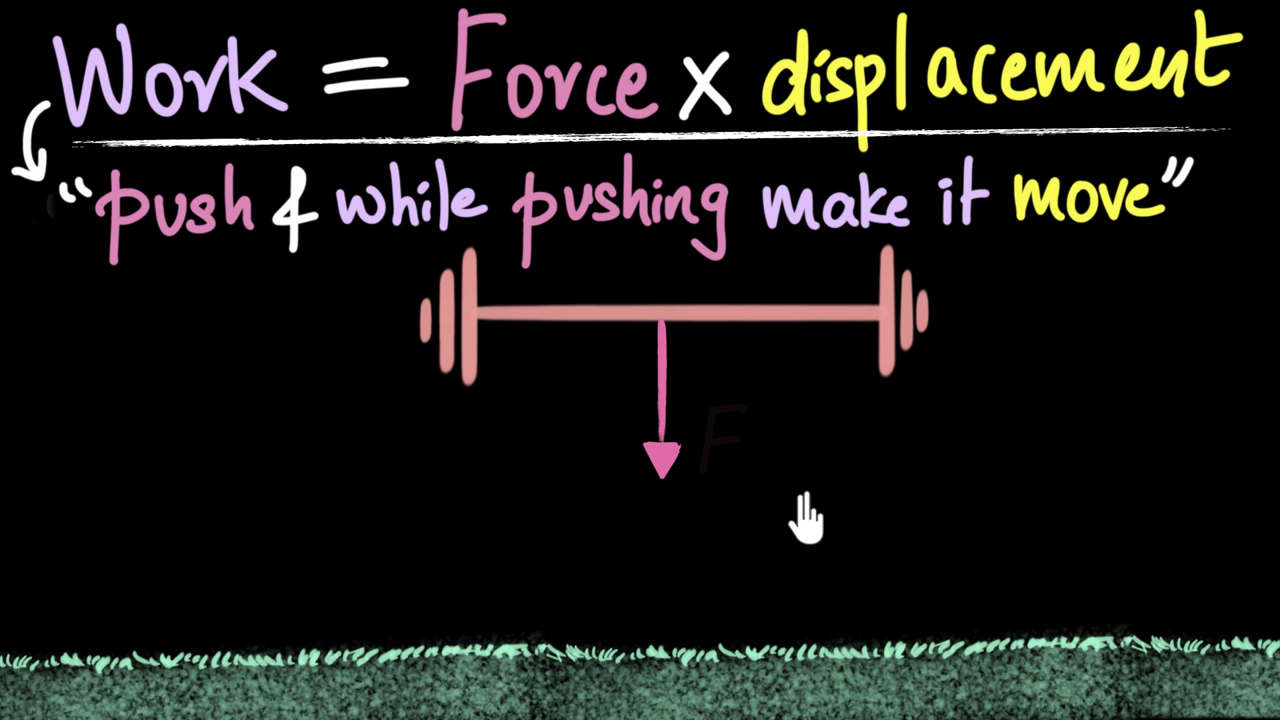 Work = Force x displacement
"push & while pushing make it move"
F